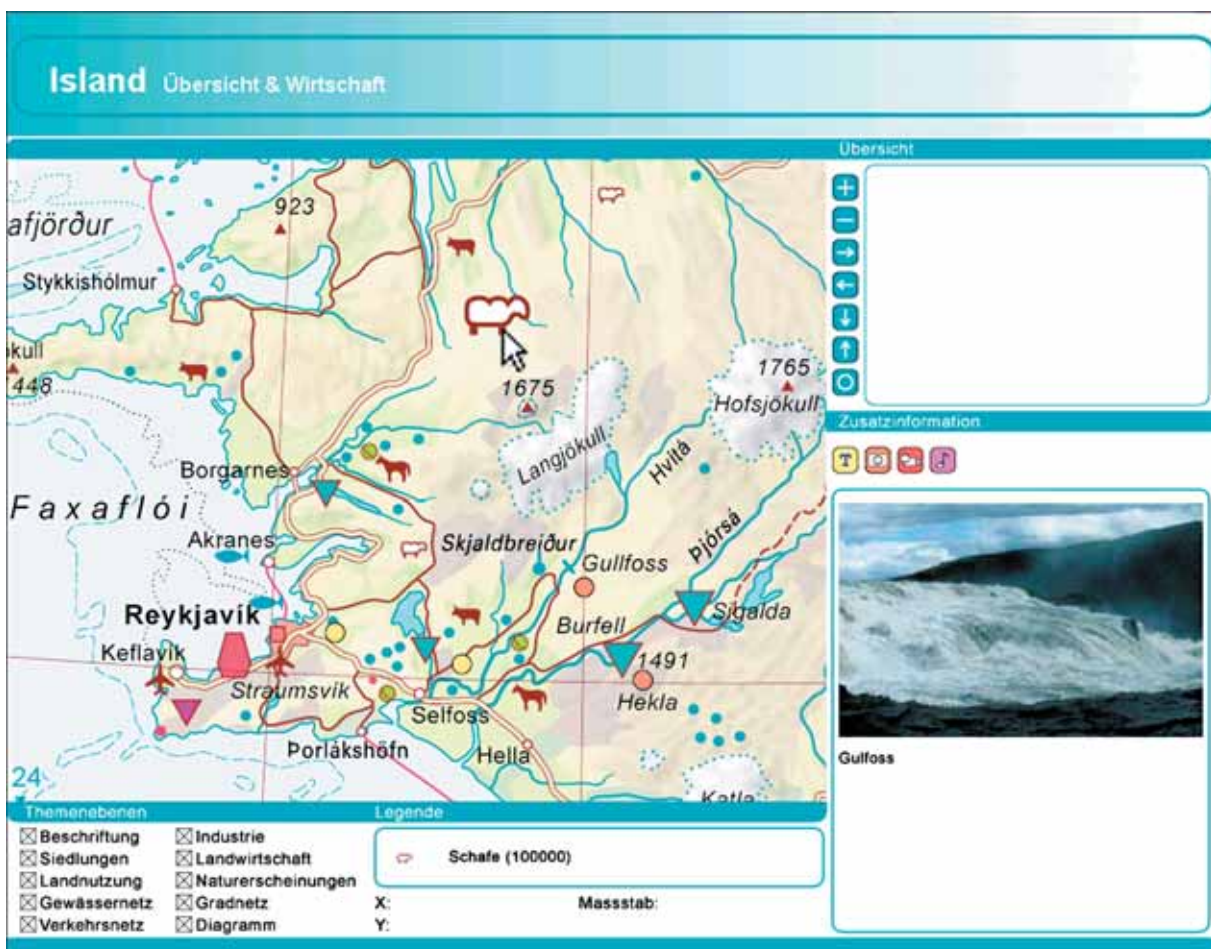 Island Übersicht & Wirtschaft
Übersicht
923
afjörður
Stykkishólmur
1448
1675
1765
Hofsjökull
Langjökull
Hvítá
Borgarnes
Faxaflói
Akranes
Skjaldbreiður
Gullfoss
Þjórsá
Reykjavík
Burfell
Sigalda
Keflavík
Straumsvík
1491
Hekla
Selfoss
Þorlákshöfn
Hella
24
Katla
Zusatzinformation
T
Gulfoss
Themenebenen
Beschriftung
Siedlungen
Landnutzung
Gewässernetz
Verkehrsnetz
Industrie
Landwirtschaft
Naturerscheinungen
Gradnetz
Diagramm
Legende
Schafe (100000)
X:
Massstab:
Y: